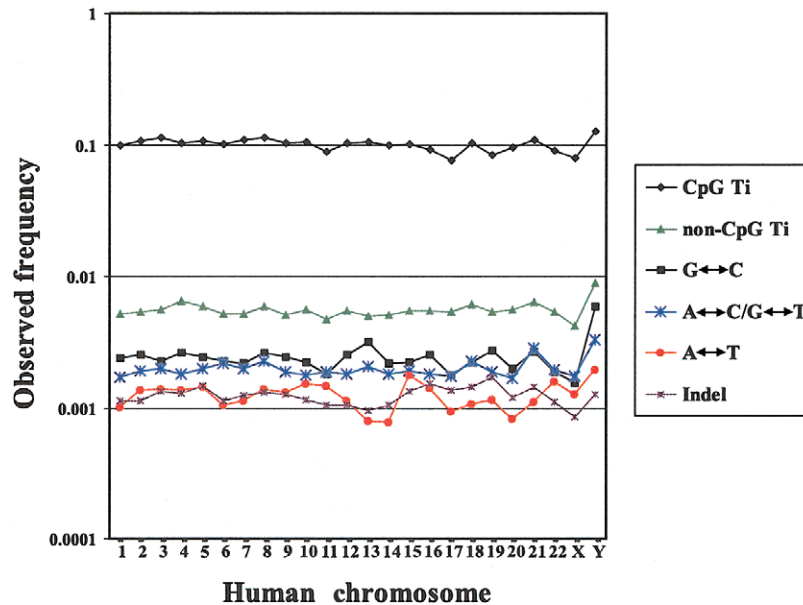 1
0.1
0.01
0.001
0.0001
Observed frequency
1 2 3 4 5 6 7 8 9 10 11 12 13 14 15 16 17 18 19 20 21 22 X Y
Human chromosome
CpG Ti
non-CpG Ti
G↔C
A↔C/G↔T
A↔T
Indel